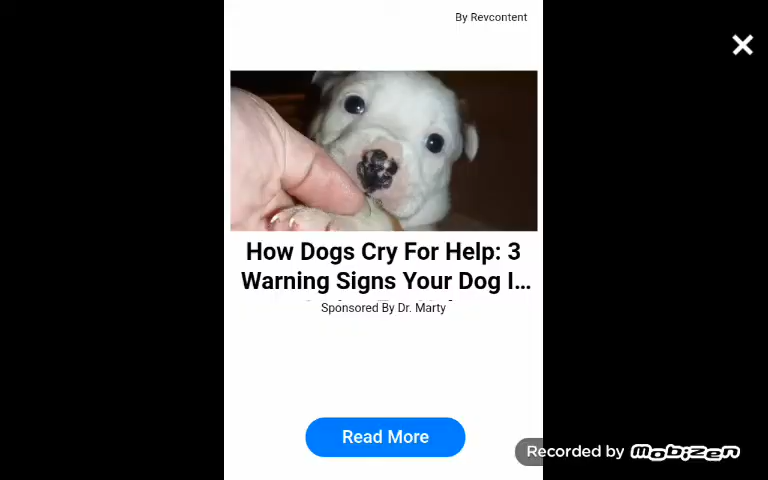 By Revcontent
How Dogs Cry For Help: 3
Warning Signs Your Dog I...
Sponsored By Dr. Marty
Read More
Recorded by mobizen